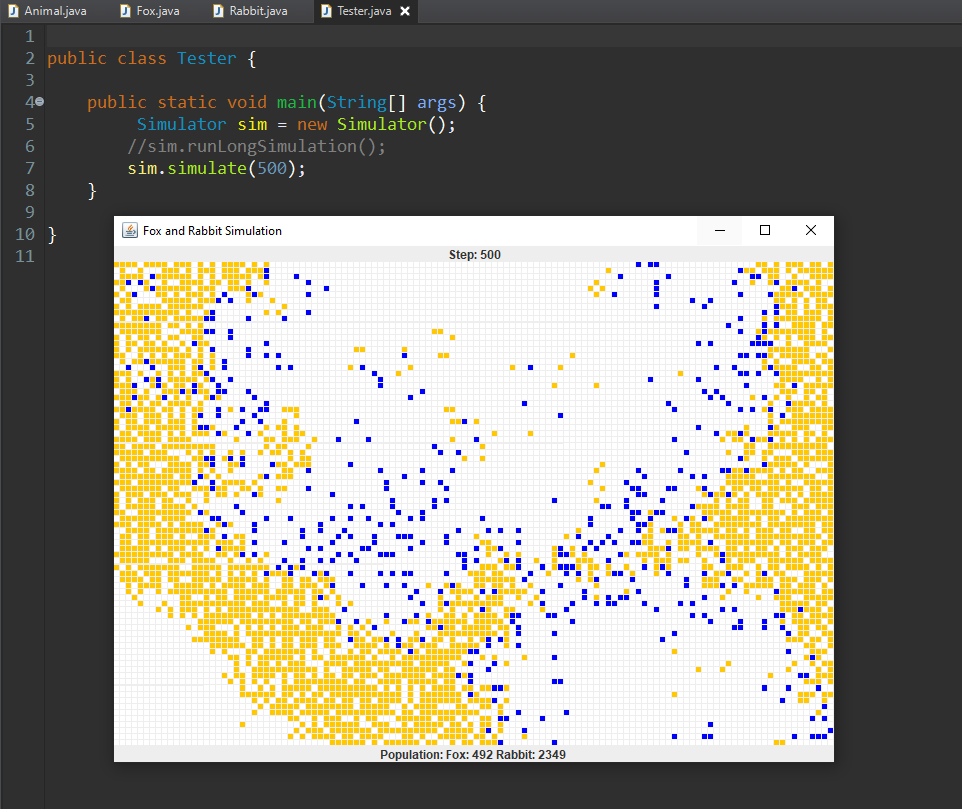 Animal.java Fox.java Rabbit.java Tester.java
1
2 public class Tester {
3
4 public static void main(String[] args) {
5 Simulator sim = new Simulator();
6 //sim.runLongSimulation();
7 sim.simulate(500);
8 }
9
10 }
11
Fox and Rabbit Simulation
Step: 500
Population: Fox: 492 Rabbit: 2349